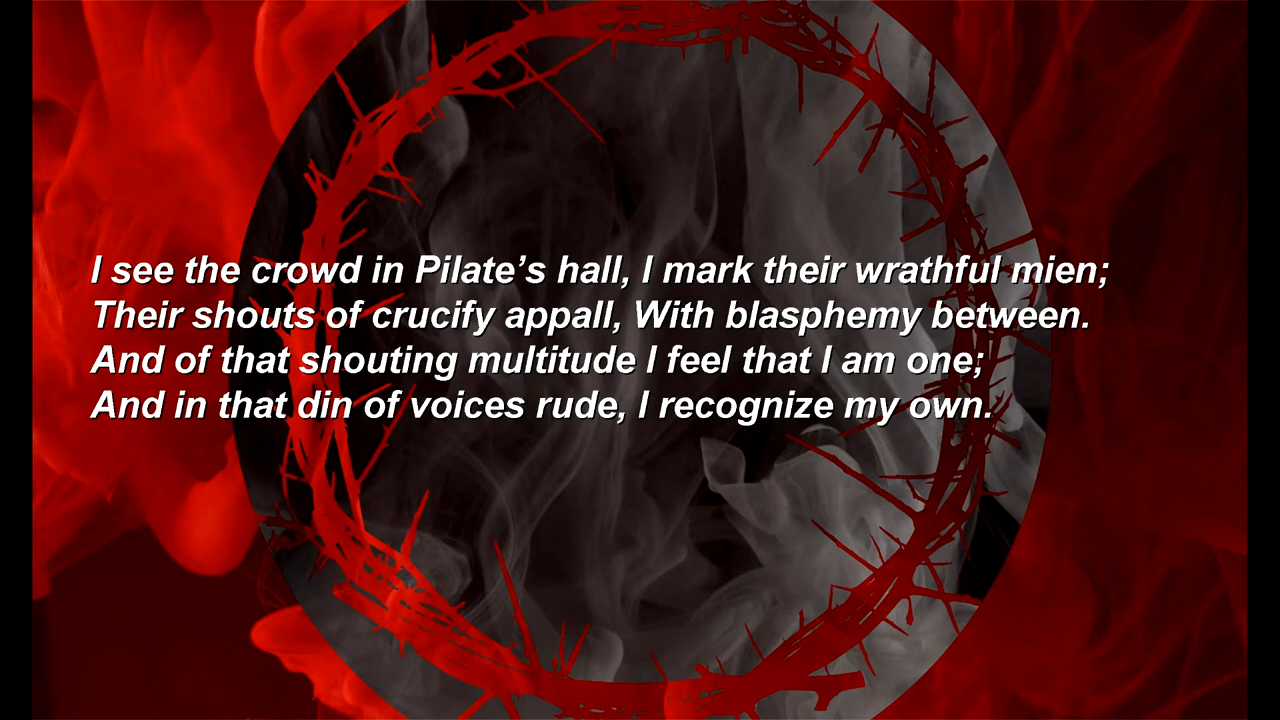 I see the crowd in Pilate’s hall, I mark their wrathful mien;
Their shouts of crucify appall, With blasphemy between.
And of that shouting multitude I feel that I am one;
And in that din of voices rude, I recognize my own.